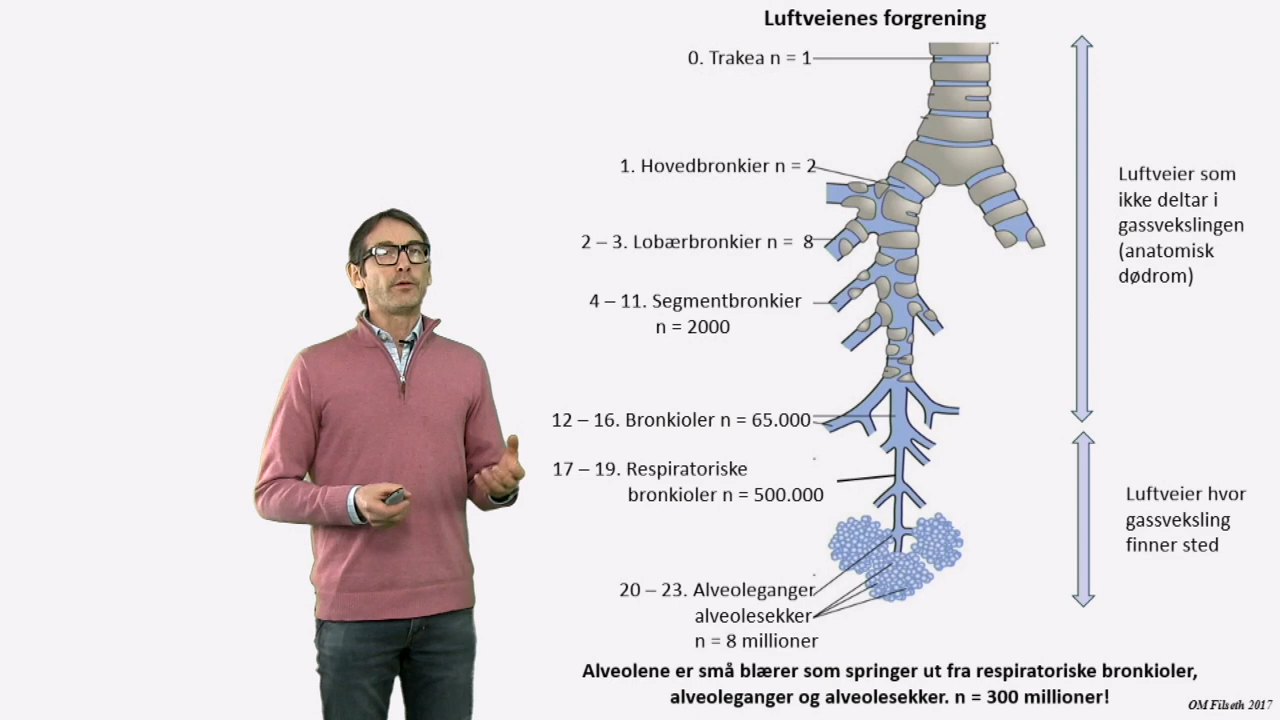 Luftveienes forgrening
0. Trakea n = 1
1. Hovedbronkier n = 2
2 – 3. Lobærbronkier n = 8
4 – 11. Segmentbronkier
n = 2000
12 – 16. Bronkioler n = 65.000
17 – 19. Respiratoriske
bronkioler n = 500.000
20 – 23. Alveoleganger
alveolesekker
n = 8 millioner
Luftveier som
ikke deltar i
gassvekslingen
(anatomisk
dødrom)
Luftveier hvor
gassveksling
finner sted
Alveolene er små blærer som springer ut fra respiratoriske bronkioler,
alveoleganger og alveolesekker. n = 300 millioner!
OM Filseth 2017